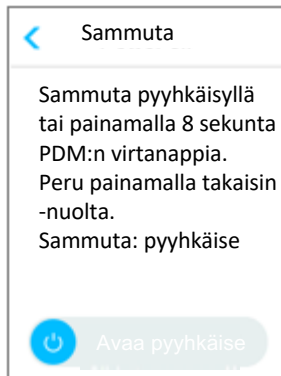 Sammuta
Sammuta pyyhkäisyllä
tai painamalla 8 sekunta
PDM:n virtanappia.
Peru painamalla takaisin
-nuolta.
Sammuta: pyyhkäise
Avaa pyyhkäise